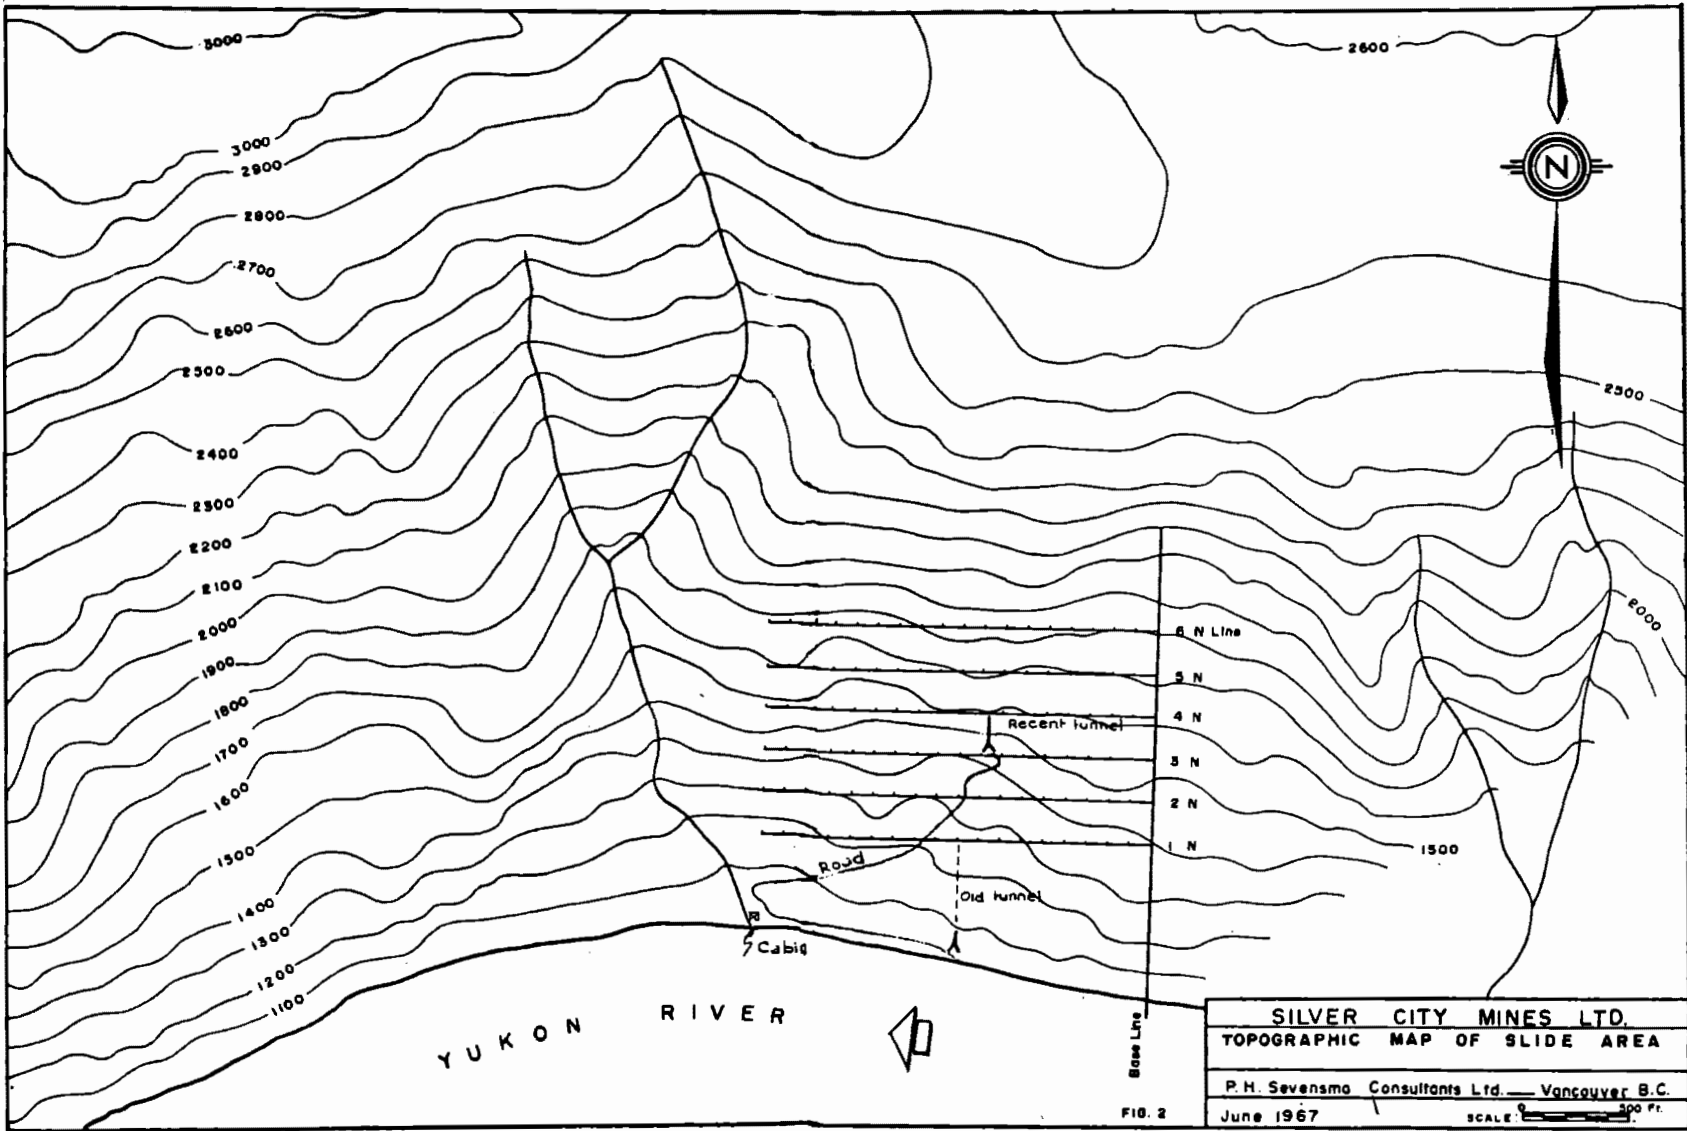 3000
2600
3000
2900
N
2800
2700
2600
2500
2500
2400
2300
2200
2100
2000
2000
1900
1800
1700
1600
1500
1400
1300
1200
1100
6 N Line
5 N
4 N
Recent tunnel
3 N
2 N
1 N
1500
Road
Old tunnel
Cabin
YUKON RIVER
Base Line
FIG. 2
SILVER CITY MINES LTD.
TOPOGRAPHIC MAP OF SLIDE AREA
P.H. Sevensma Consultants Ltd. — Vancouver B.C.
June 1967
SCALE: 0 500 Ft.